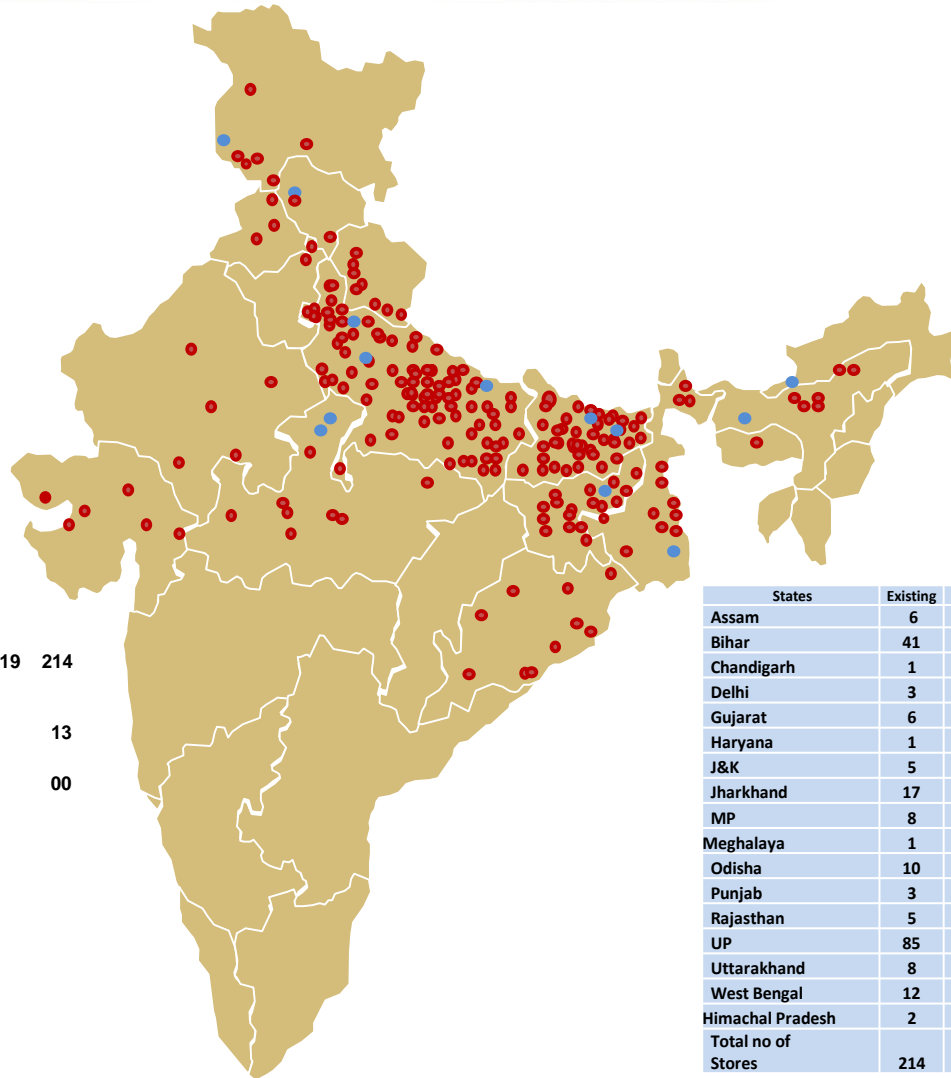 19 214
13
00
States Existing
Assam 6
Bihar 41
Chandigarh 1
Delhi 3
Gujarat 6
Haryana 1
J&K 5
Jharkhand 17
MP 8
Meghalaya 1
Odisha 10
Punjab 3
Rajasthan 5
UP 85
Uttarakhand 8
West Bengal 12
Himachal Pradesh 2
Total no of
Stores 214